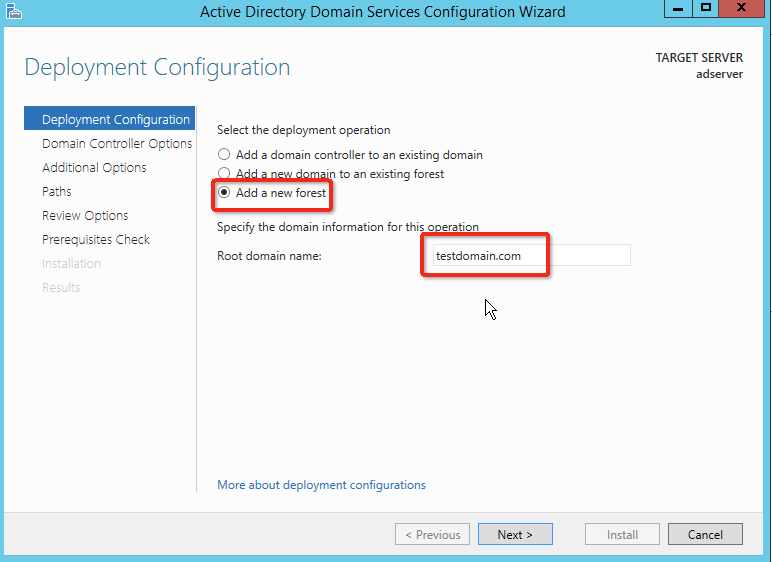 Active Directory Domain Services Configuration Wizard
Deployment Configuration
TARGET SERVER
adserver
Deployment Configuration
Domain Controller Options
Additional Options
Paths
Review Options
Prerequisites Check
Installation
Results
Select the deployment operation
Add a domain controller to an existing domain
Add a new domain to an existing forest
Add a new forest
Specify the domain information for this operation
Root domain name: testdomain.com
More about deployment configurations
< Previous Next > Install Cancel